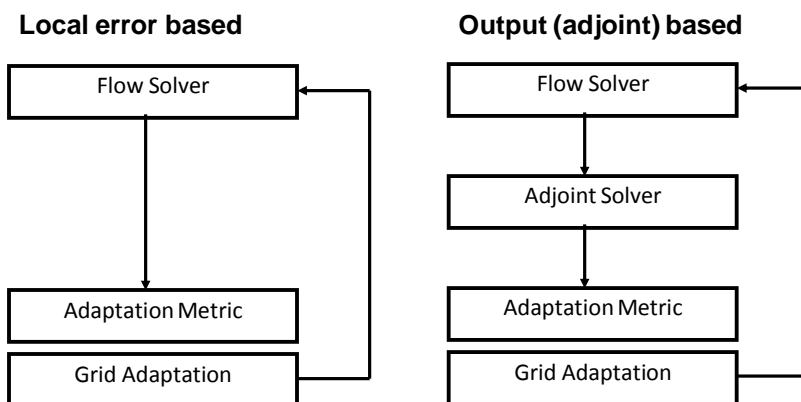 Local error based
Flow Solver
Adaptation Metric
Grid Adaptation
Output (adjoint) based
Flow Solver
Adjoint Solver
Adaptation Metric
Grid Adaptation